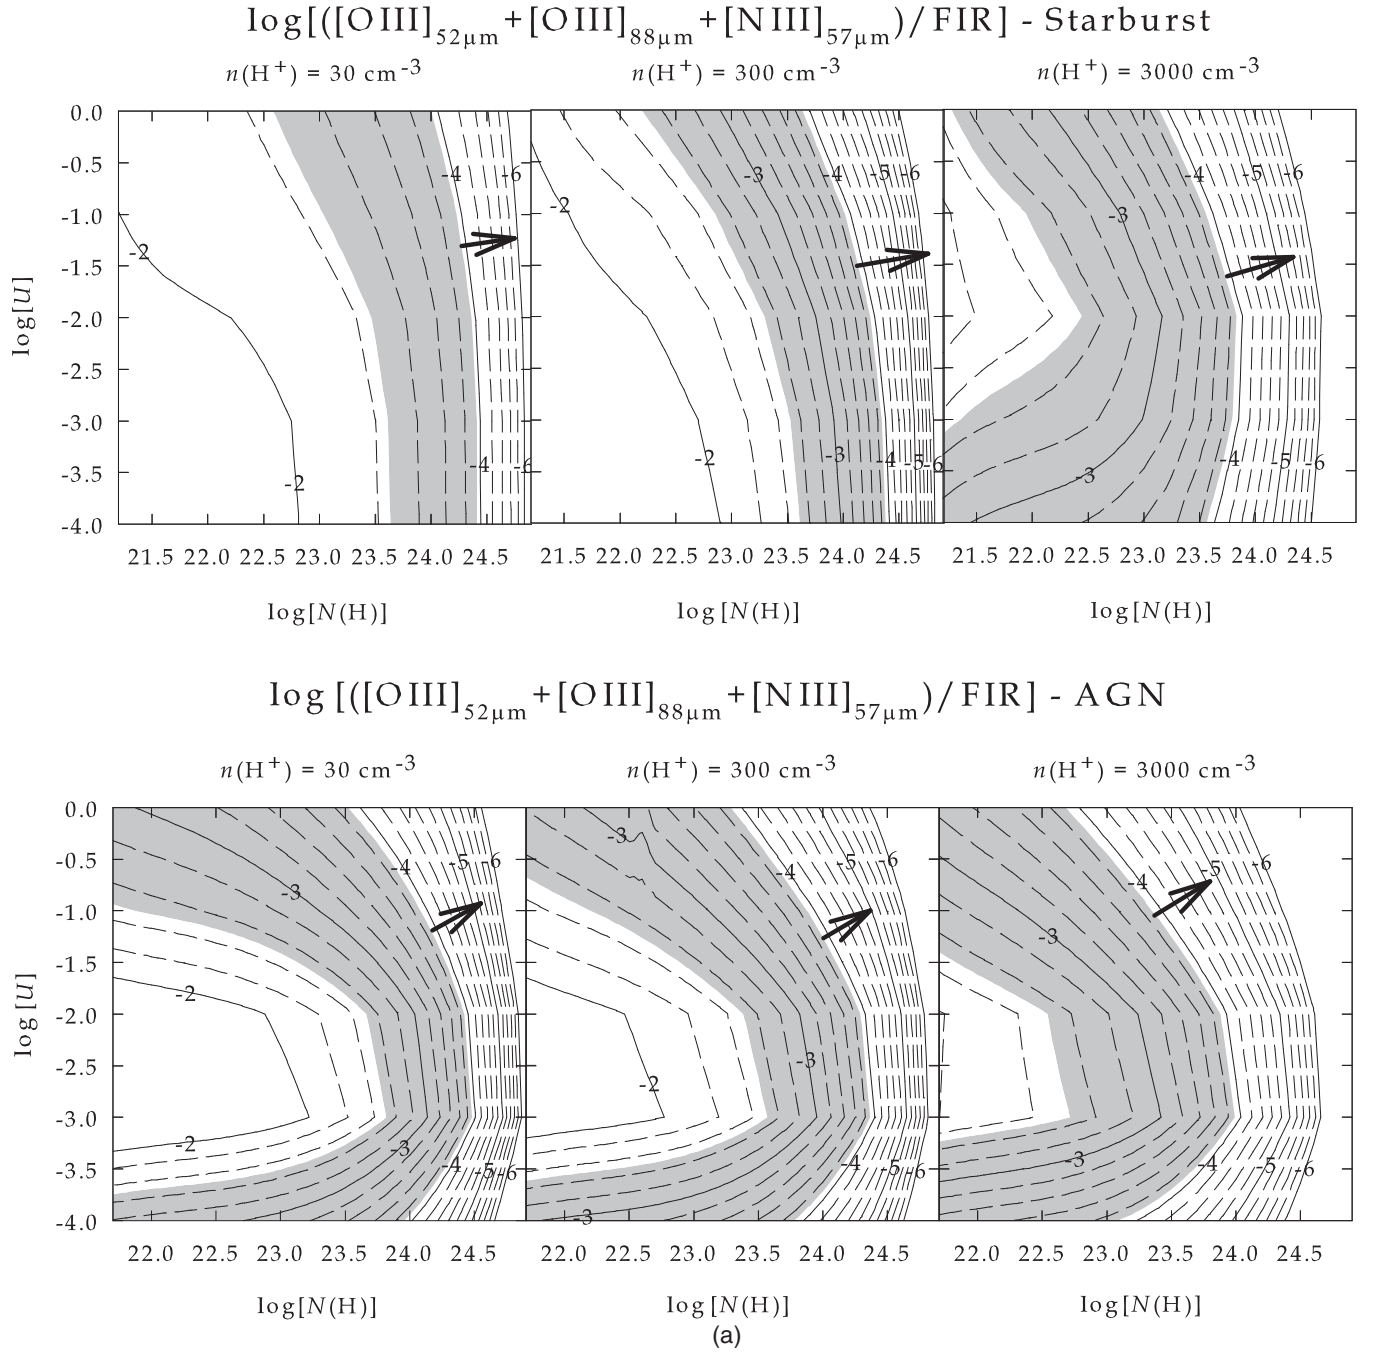 log[([OIII]52μm+[OIII]88μm+[NIII]57μm)/FIR] - Starburst
n(H+) = 30 cm-3 n(H+) = 300 cm-3 n(H+) = 3000 cm-3
0.0
-0.5
-1.0
-1.5
-2.0
-2.5
-3.0
-3.5
-4.0
log[U]
-2 -4 -6 -2 -4 -6
-2 -3 -4 -5 -6 -2 -3 -4 -5 -6
-3 -4 -5 -6 -3 -4 -5 -6
21.5 22.0 22.5 23.0 23.5 24.0 24.5 21.5 22.0 22.5 23.0 23.5 24.0 24.5 21.5 22.0 22.5 23.0 23.5 24.0 24.5
log[N(H)] log[N(H)] log[N(H)]
log [([OIII]52μm+[OIII]88μm+[NIII]57μm)/FIR] - AGN
n(H+) = 30 cm-3 n(H+) = 300 cm-3 n(H+) = 3000 cm-3
0.0
-0.5
-1.0
-1.5
-2.0
-2.5
-3.0
-3.5
-4.0
log [U]
-2 -3 -4 -5 -6 -2 -3 -4 -5 -6
-3 -4 -5 -6 -2 -3 -4 -5 -6 -3
-3 -4 -5 -6 -3 -4 -5 -6
22.0 22.5 23.0 23.5 24.0 24.5 22.0 22.5 23.0 23.5 24.0 24.5 22.0 22.5 23.0 23.5 24.0 24.5
log[N(H)] log[N(H)] log[N(H)]
(a)